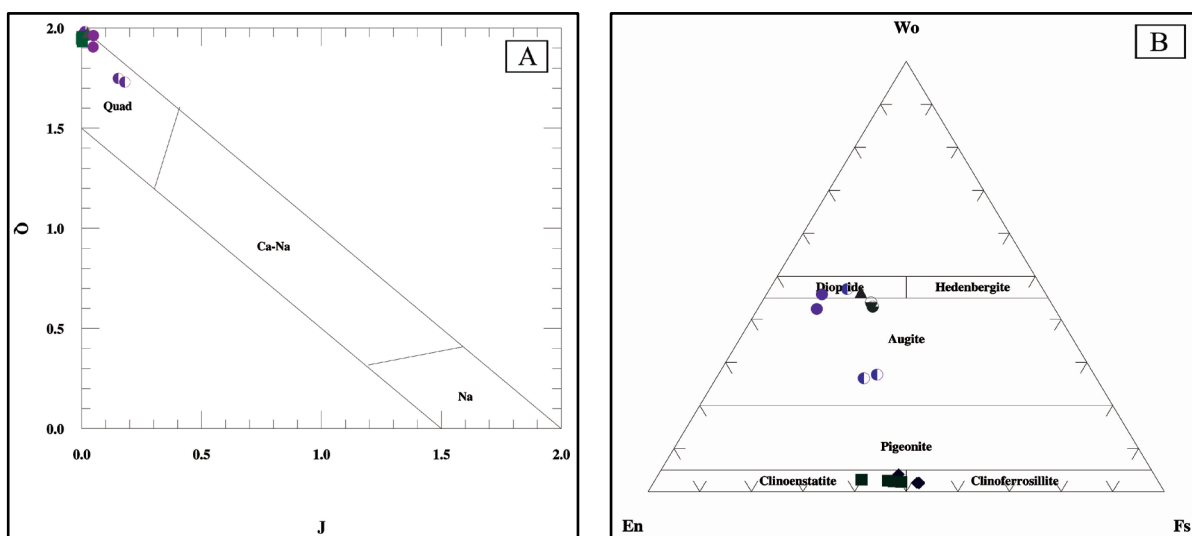 A
2.0
1.5
1.0
0.5
0.0
Q
Quad
Ca-Na
Na
0.0 0.5 1.0 1.5 2.0
J
B
Wo
Diopside Hedenbergite
Augite
Pigeonite
Clinoenstatite Clinoferrosillite
En Fs